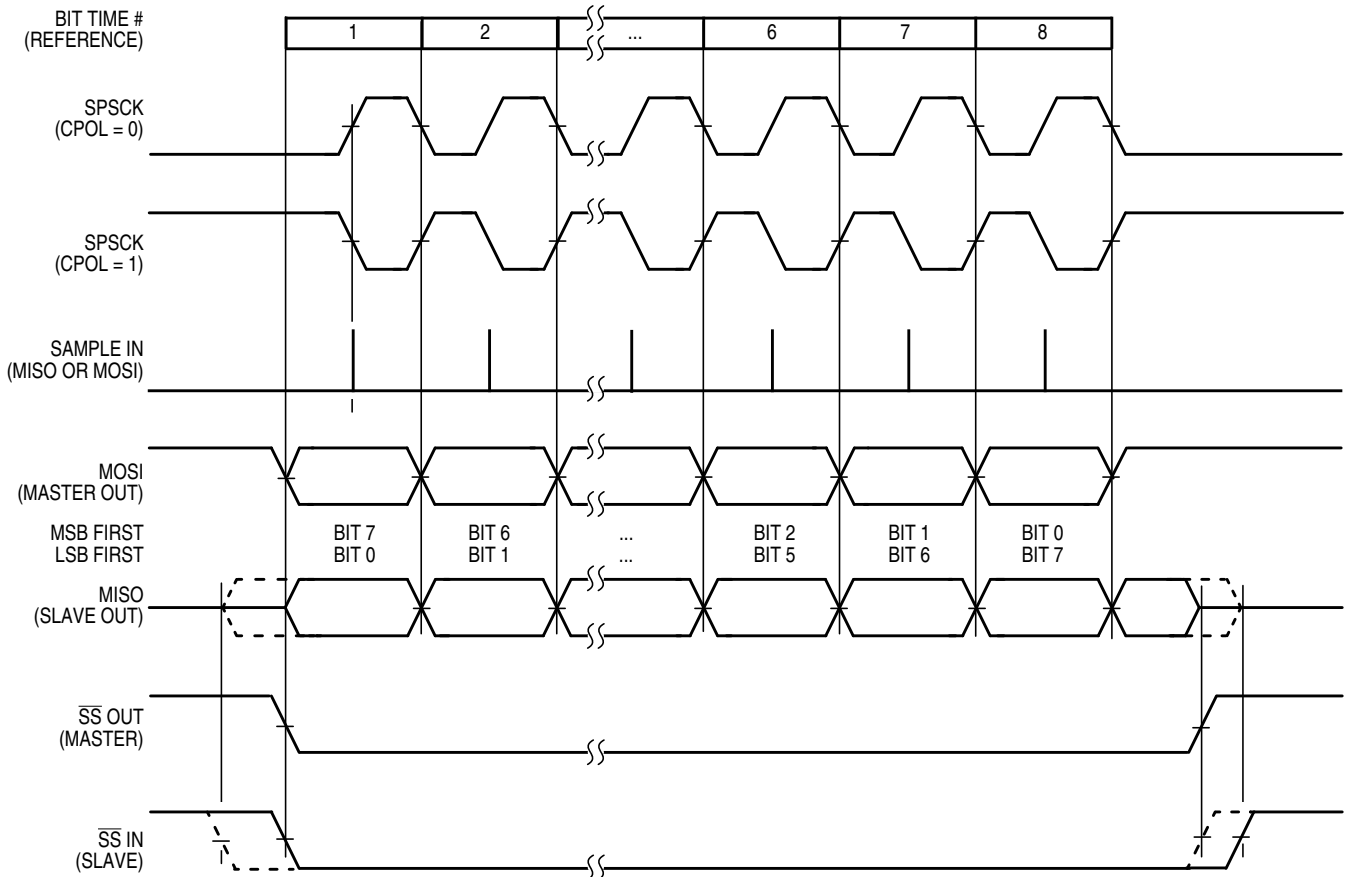 BIT TIME #
(REFERENCE)
1 2 ... 6 7 8
SPSCK
(CPOL = 0)
SPSCK
(CPOL = 1)
SAMPLE IN
(MISO OR MOSI)
MOSI
(MASTER OUT)
MSB FIRST BIT 7 BIT 6 ... BIT 2 BIT 1 BIT 0
LSB FIRST BIT 0 BIT 1 ... BIT 5 BIT 6 BIT 7
MISO
(SLAVE OUT)
S̅S̅ OUT
(MASTER)
S̅S̅ IN
(SLAVE)